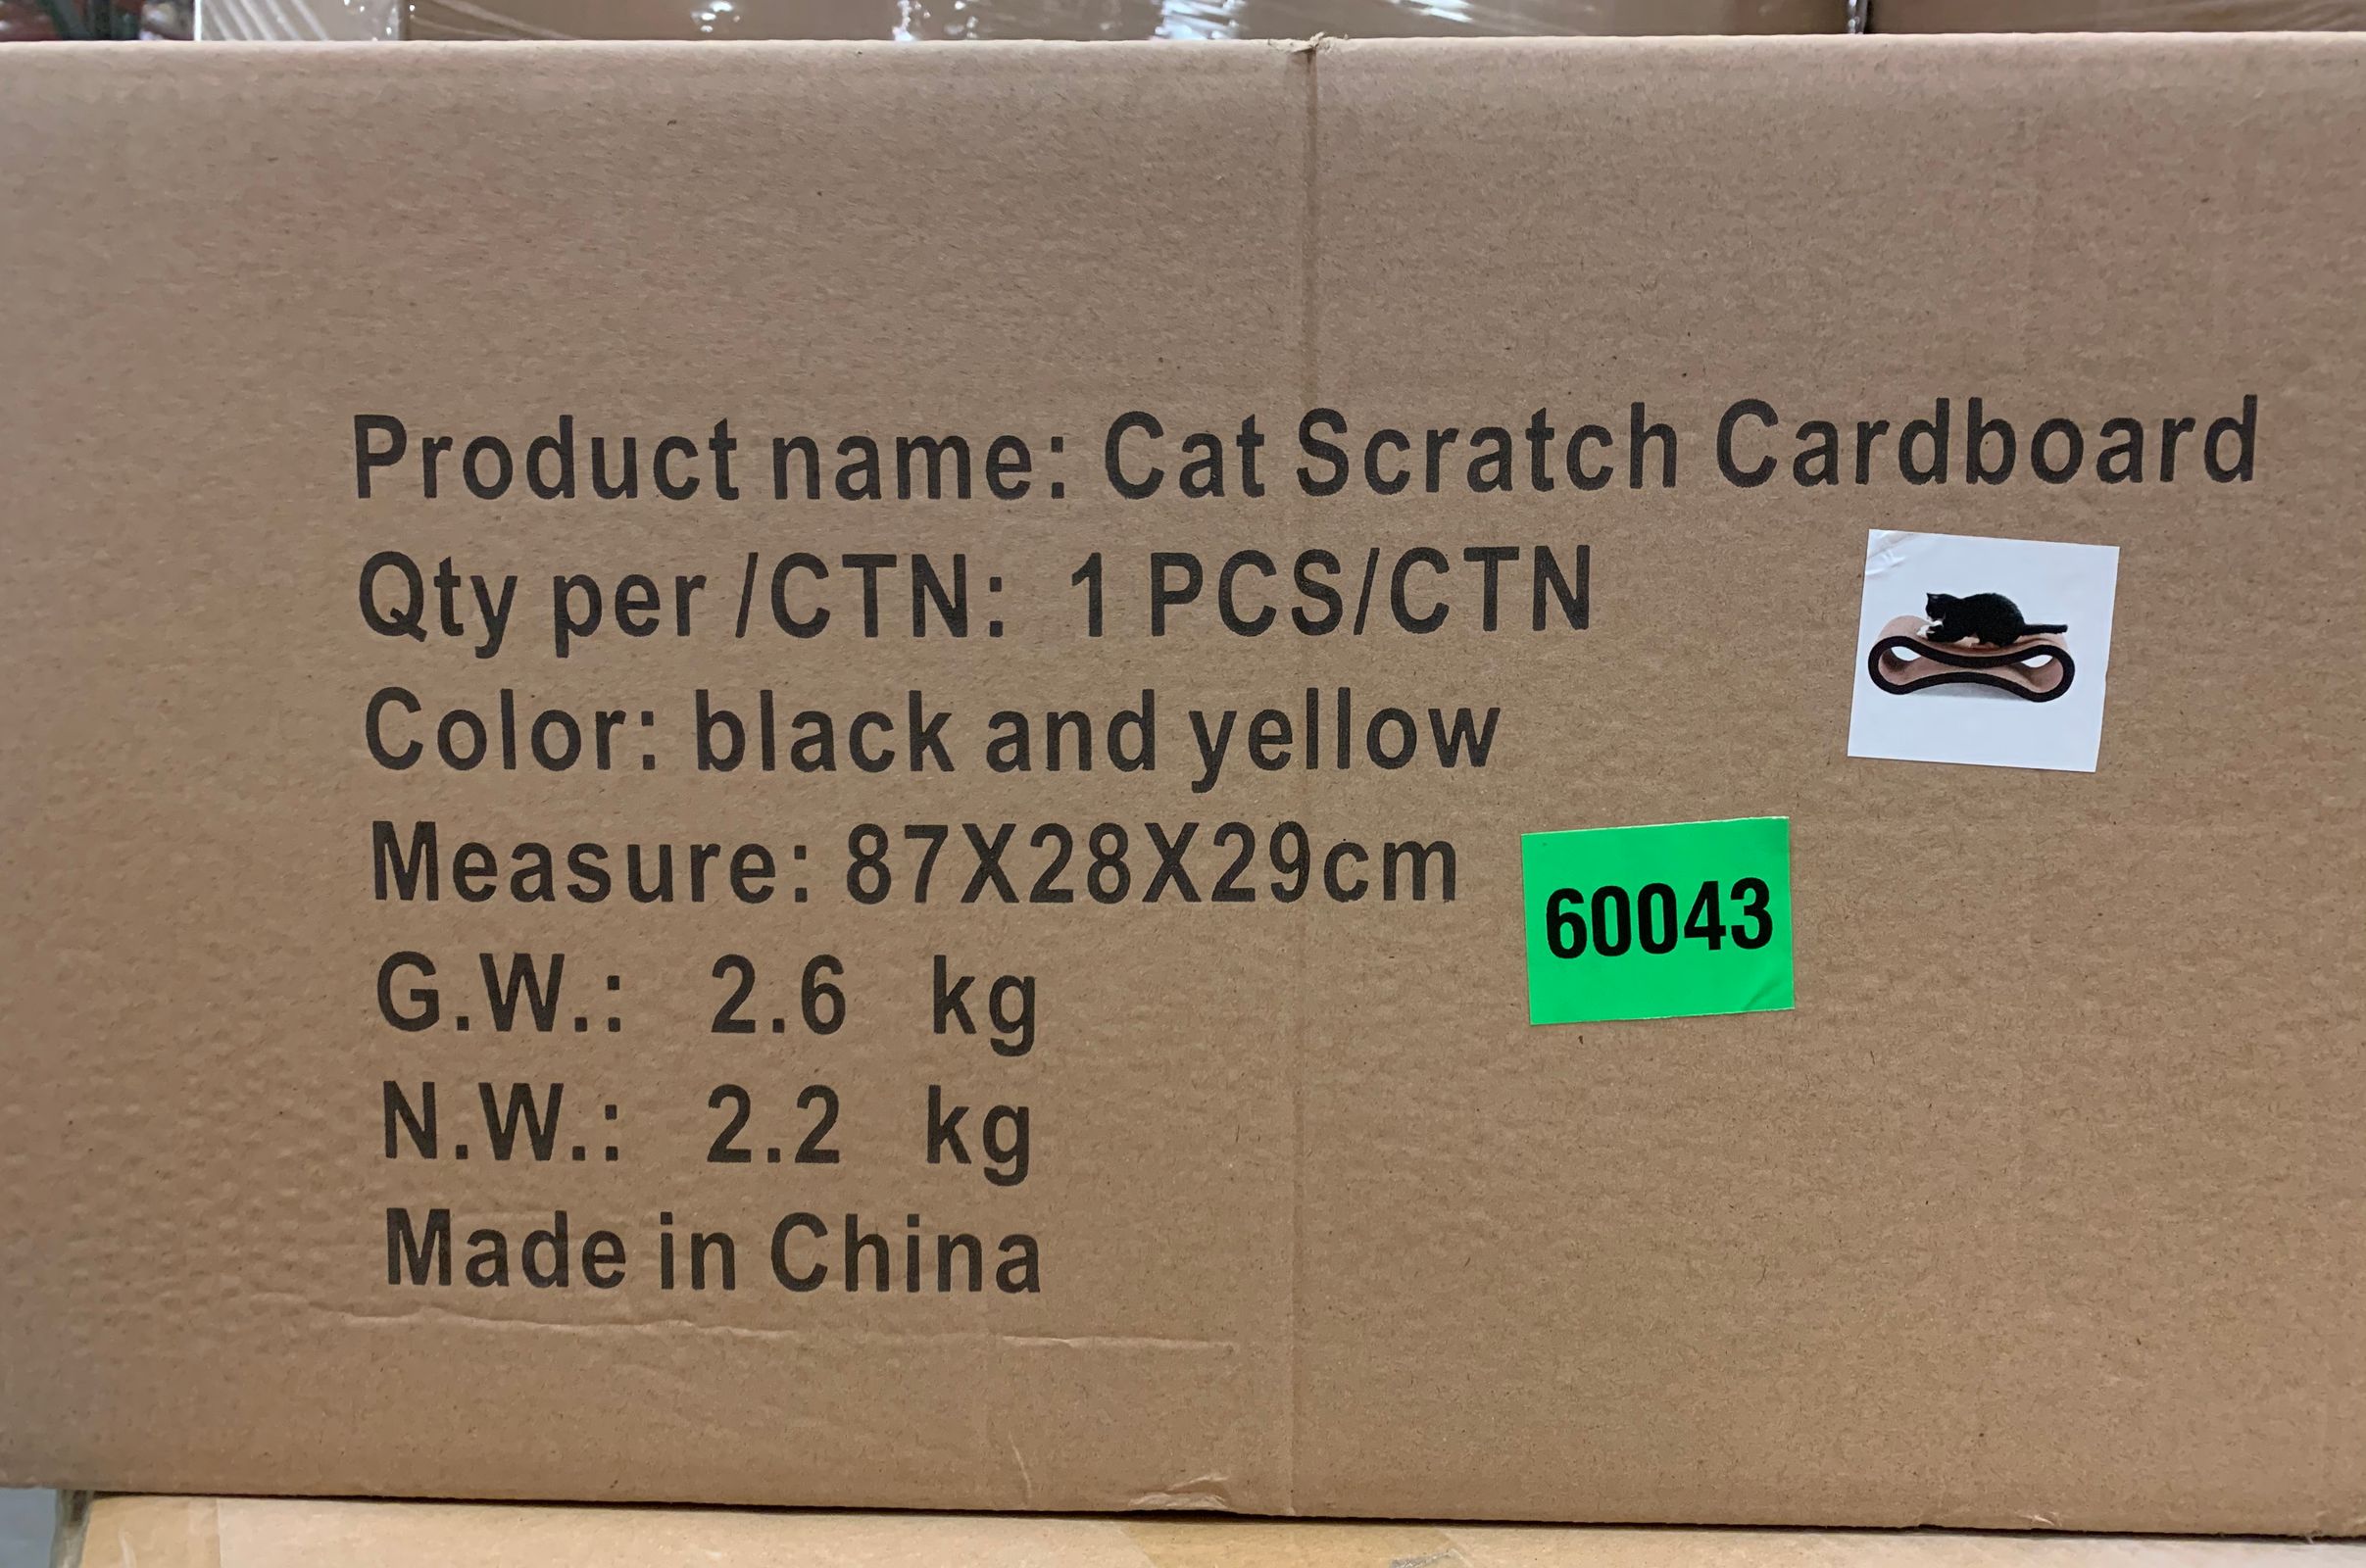 Product name: Cat Scratch Cardboard
Qty per /CTN: 1 PCS/CTN
Color: black and yellow
Measure: 87X28X29cm
60043
G.W.: 2.6 kg
N.W.: 2.2 kg
Made in China